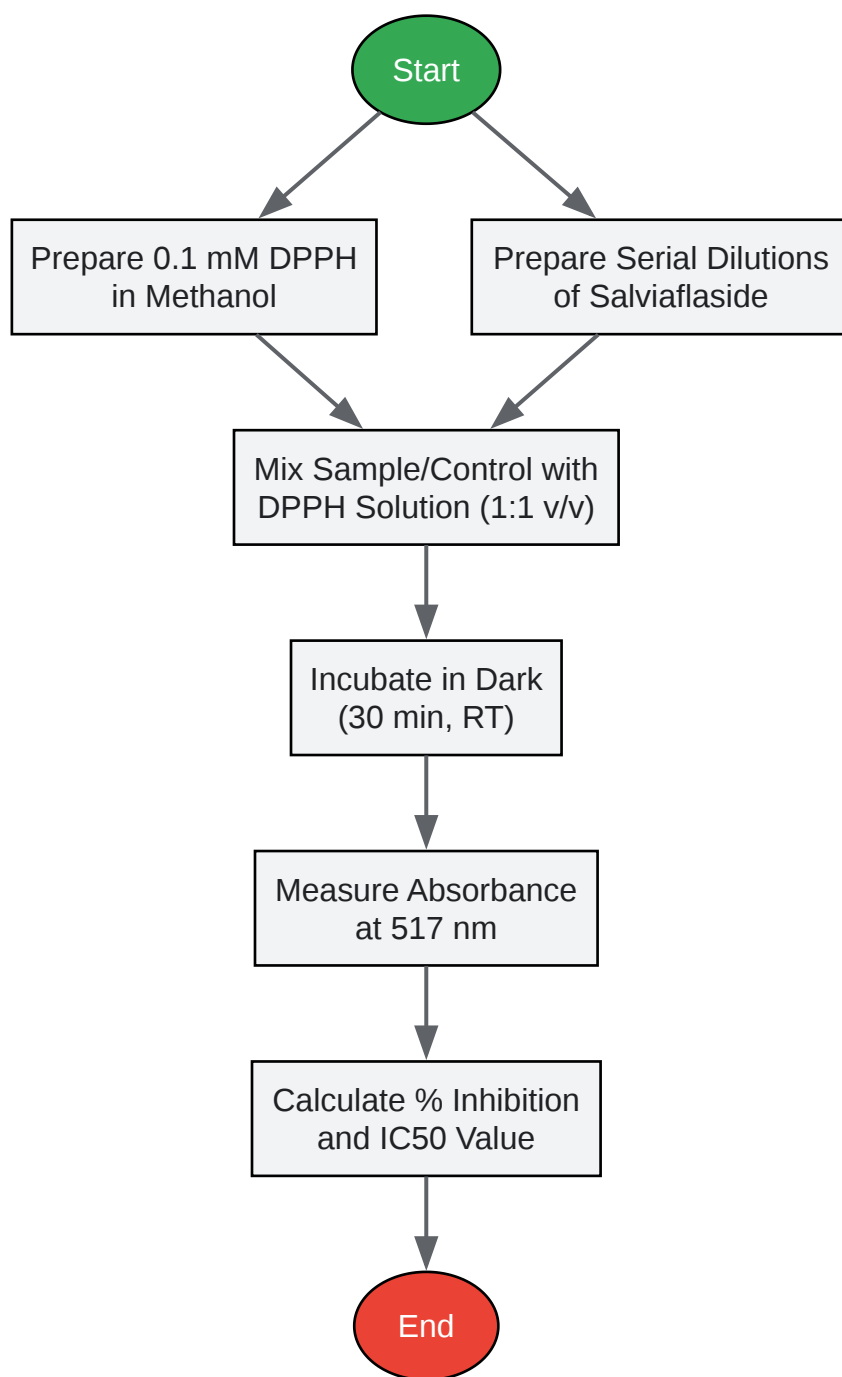 Start
Prepare 0.1 mM DPPH
in Methanol
Prepare Serial Dilutions
of Salviaflaside
Mix Sample/Control with
DPPH Solution (1:1 v/v)
Incubate in Dark
(30 min, RT)
Measure Absorbance
at 517 nm
Calculate % Inhibition
and IC50 Value
End